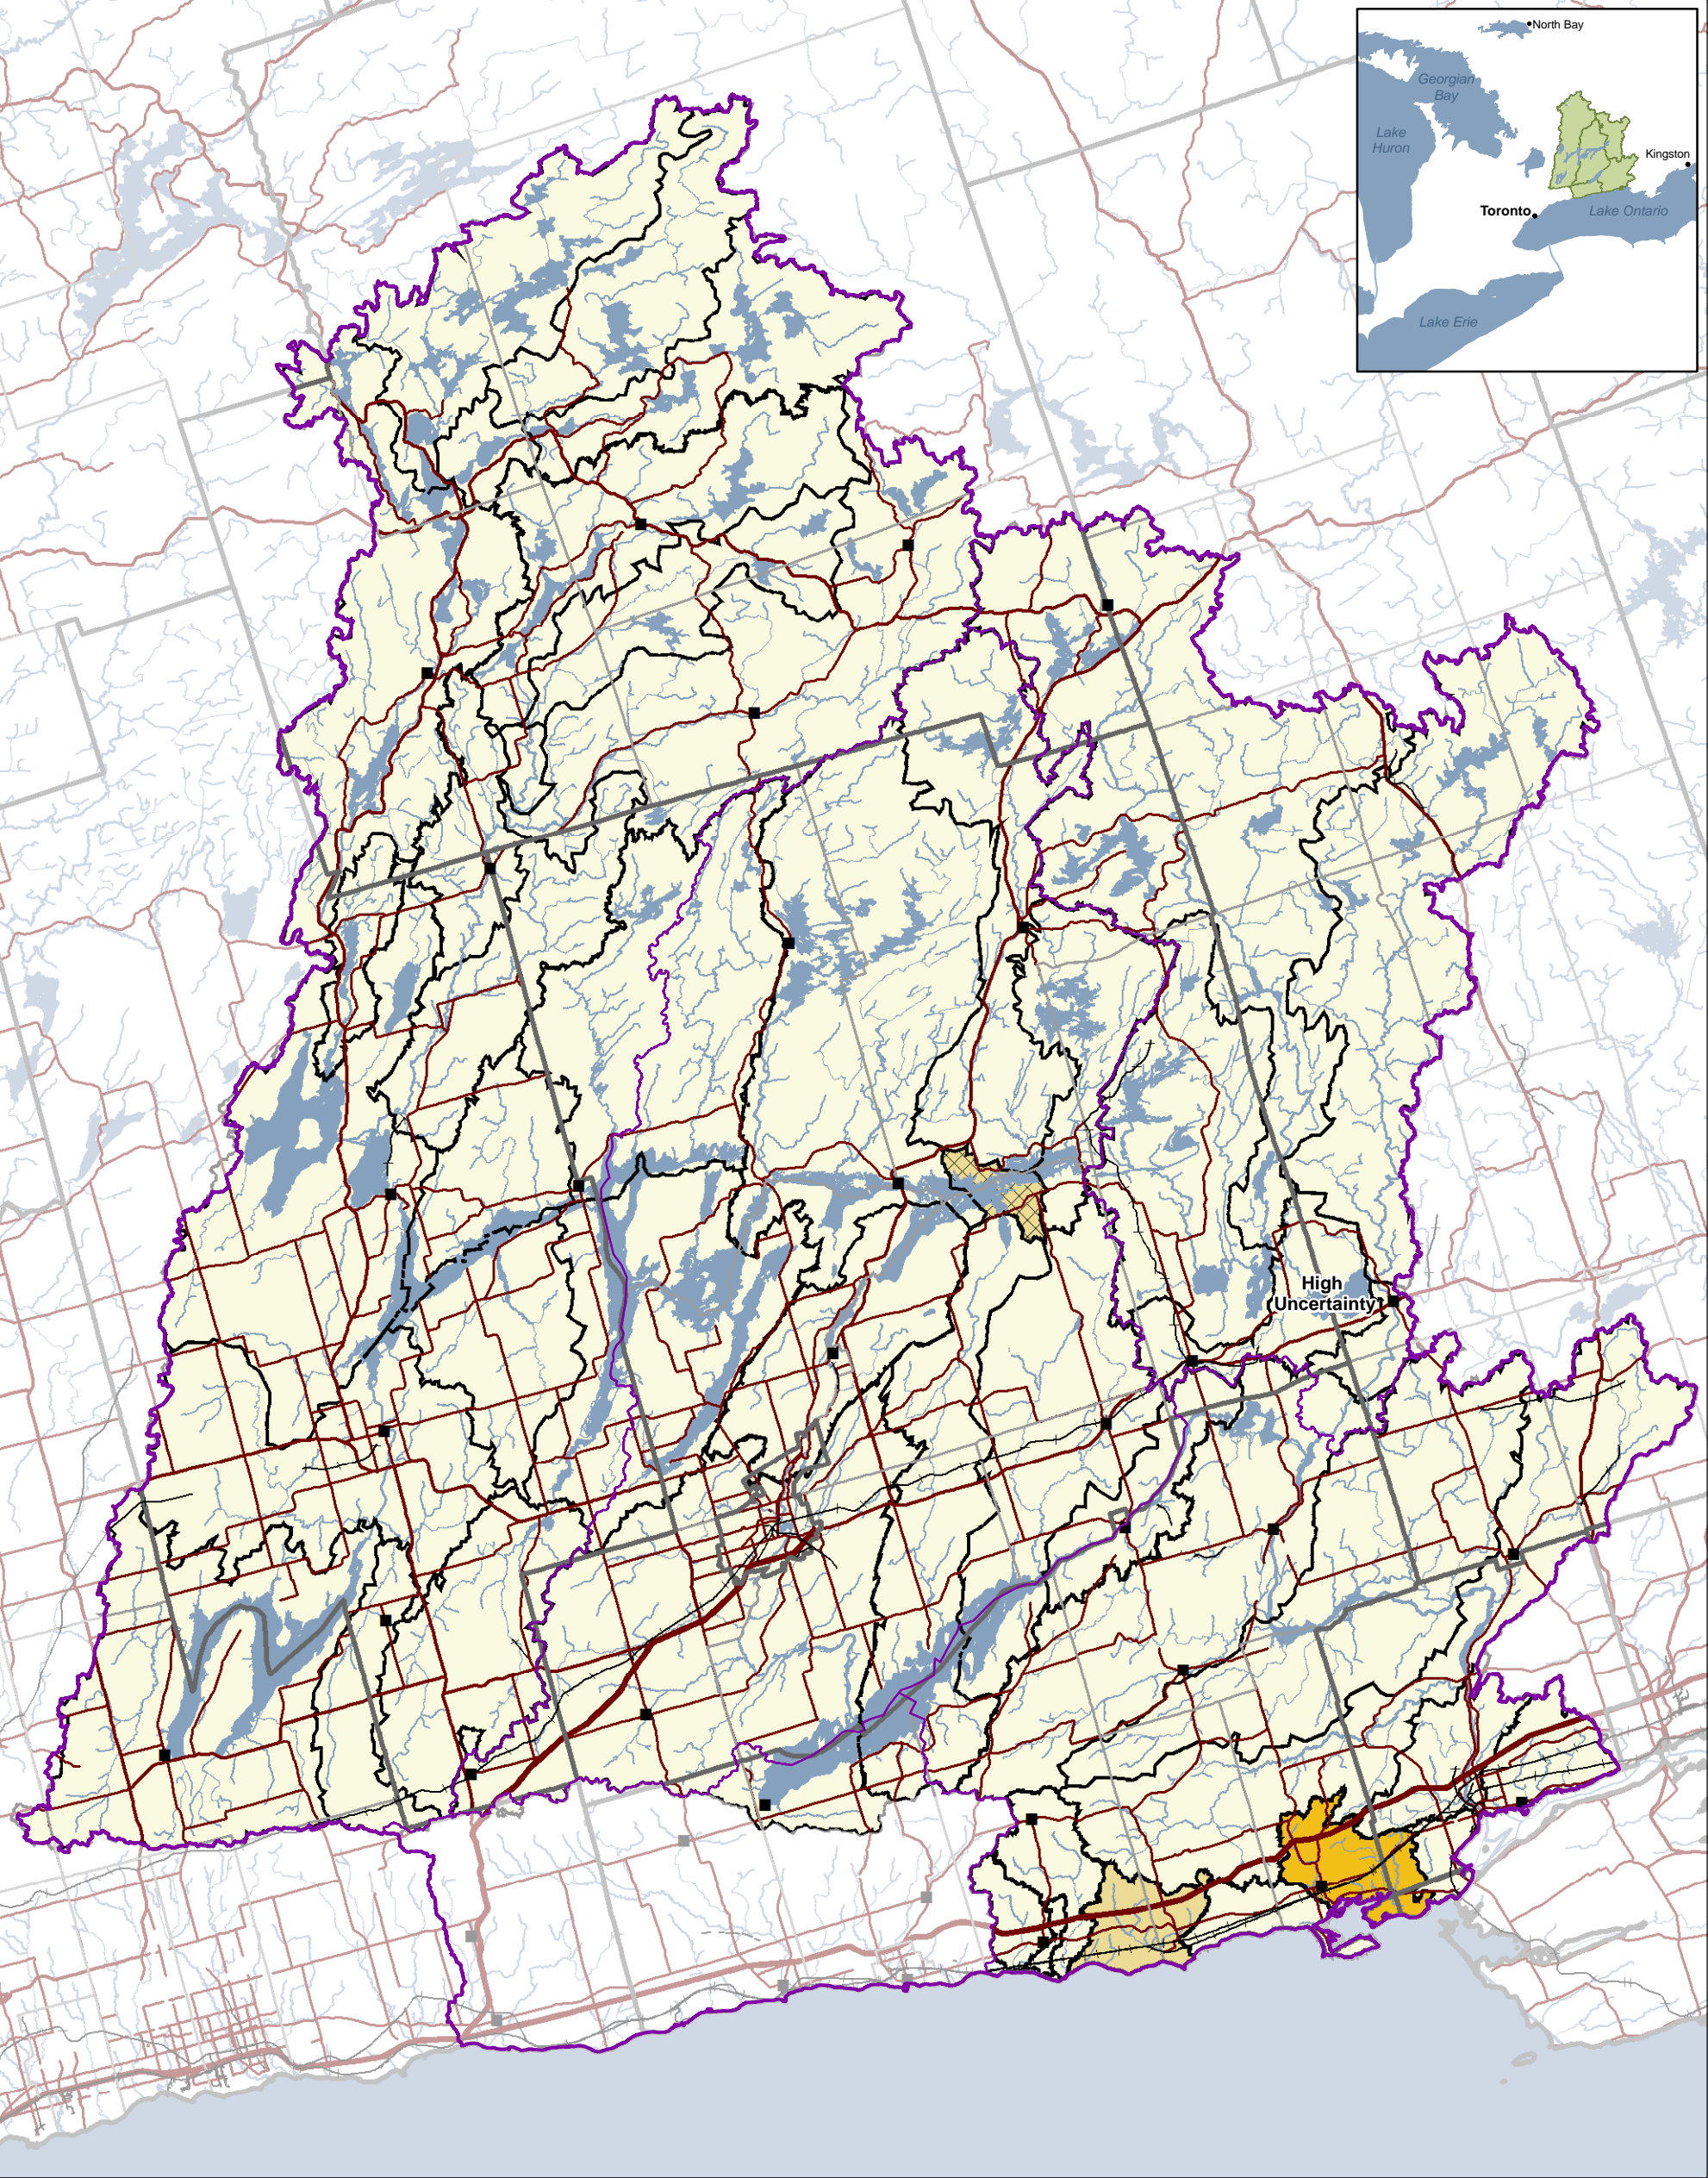 North Bay
Georgian
Bay
Lake
Huron
Kingston
Toronto
Lake Ontario
Lake Erie
High
Uncertainty